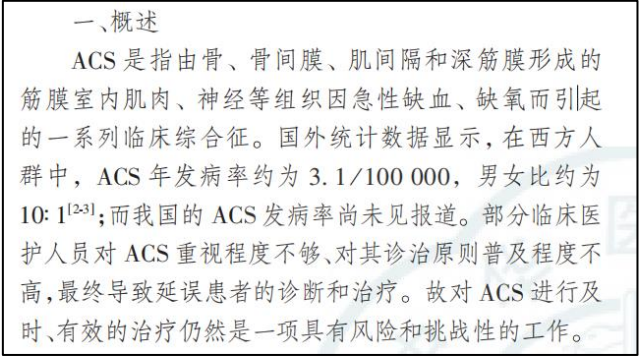 一、概述
ACS 是指由骨、骨间膜、肌间隔和深筋膜形成的
筋膜室内肌肉、神经等组织因急性缺血、缺氧而引起
的一系列临床综合征。国外统计数据显示，在西方人
群中，ACS 年发病率约为 3. 1/100 000，男女比约为
10∶1[2-3]；而我国的 ACS 发病率尚未见报道。部分临床医
护人员对 ACS 重视程度不够、对其诊治原则普及程度不
高，最终导致延误患者的诊断和治疗。故对 ACS 进行及
时、有效的治疗仍然是一项具有风险和挑战性的工作。